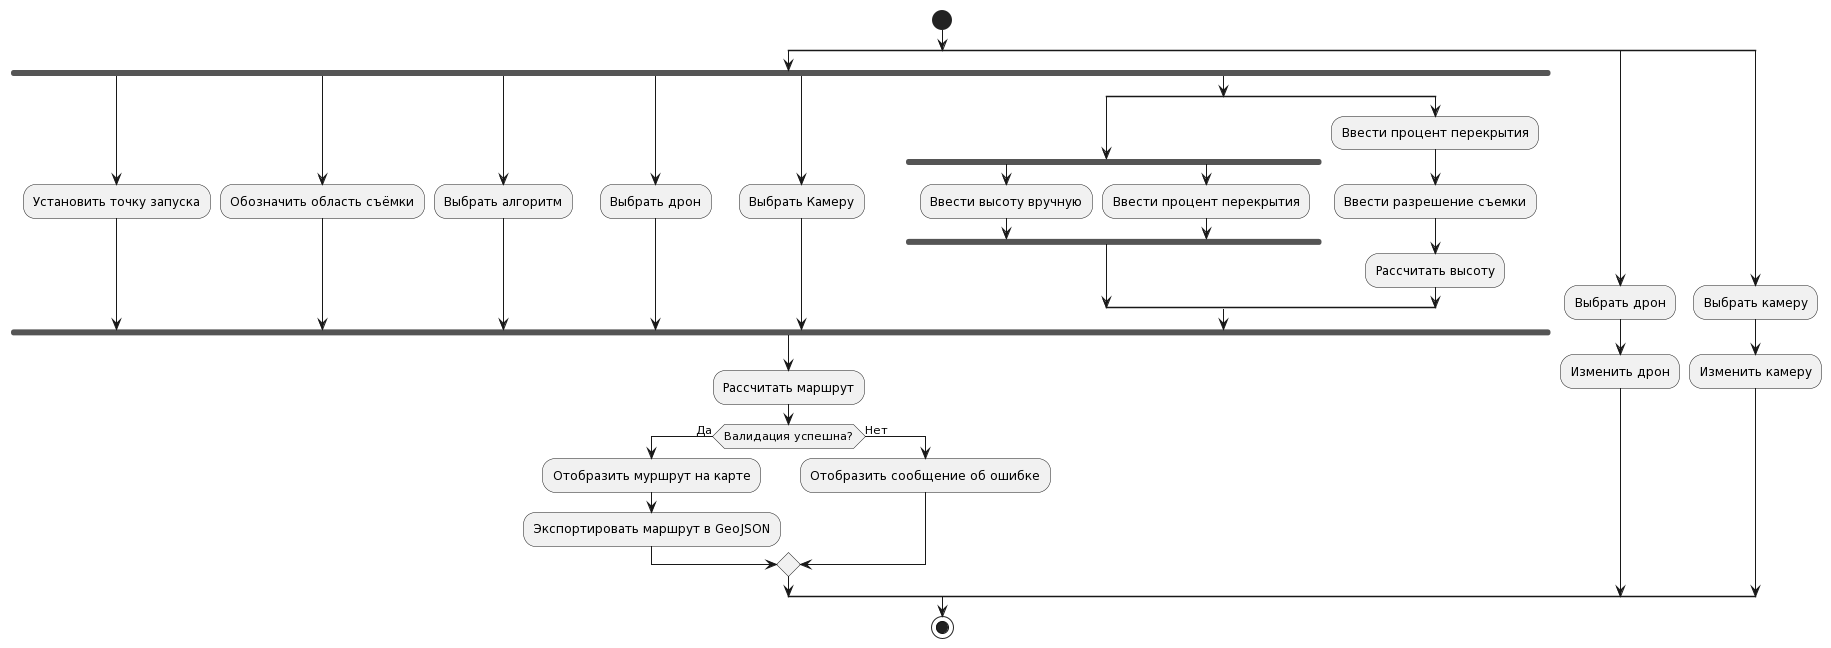 Ввести процент перекрытия
Установить точку запуска
Обозначить область съёмки
Выбрать алгоритм
Выбрать дрон
Выбрать Камеру
Ввести высоту вручную
Ввести процент перекрытия
Ввести разрешение съемки
Рассчитать высоту
Выбрать дрон
Выбрать камеру
Изменить дрон
Изменить камеру
Рассчитать маршрут
Да
Валидация успешна?
Нет
Отобразить муршрут на карте
Отобразить сообщение об ошибке
Экспортировать маршрут в GeoJSON